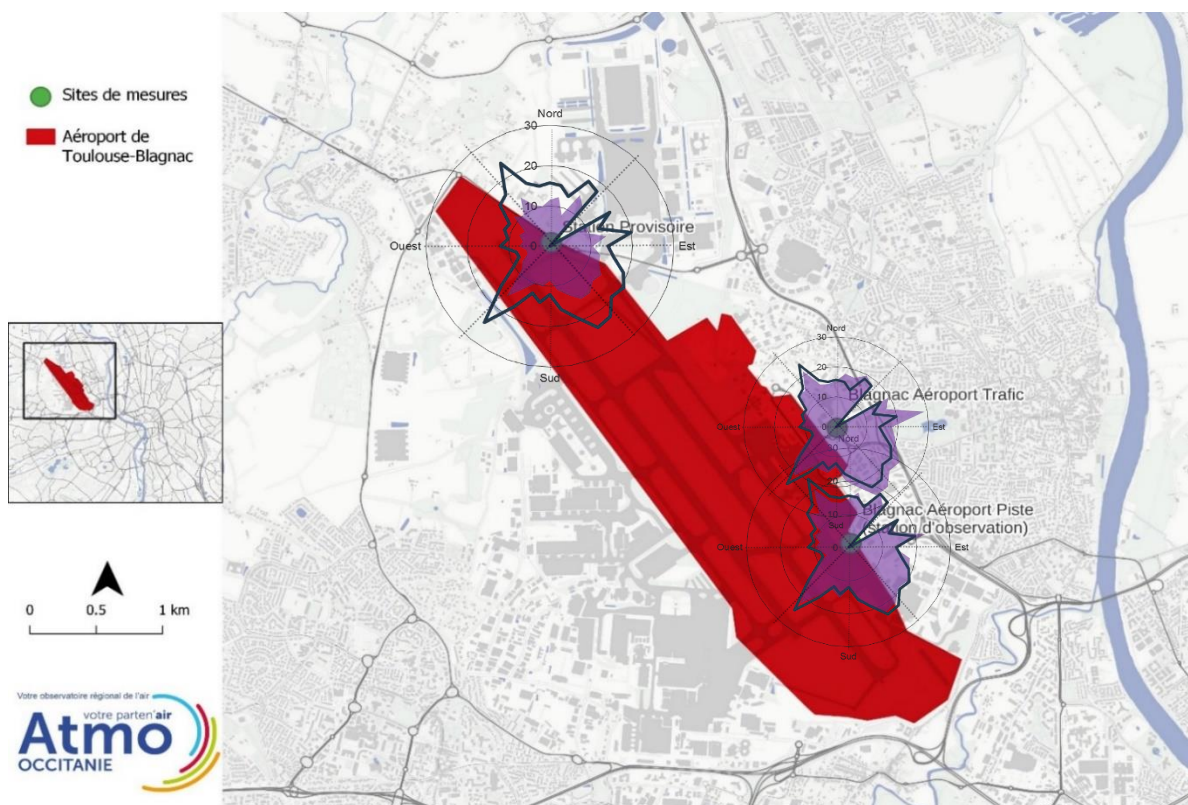 Sites de mesures
Aéroport de
Toulouse-Blagnac
0
0.5
1 km
Votre observatoire régional de l'air
votre parten'air
Atmo
OCCITANIE
Nord
30
20
10
0
Station Provisoire
Ouest
Est
Sud
Nord
30
20
10
0
Blagnac Aéroport Trafic
Ouest
Est
Nord
20
10
Sud
Blagnac Aéroport Piste
(station d'observation)
0
Ouest
Est
Sud